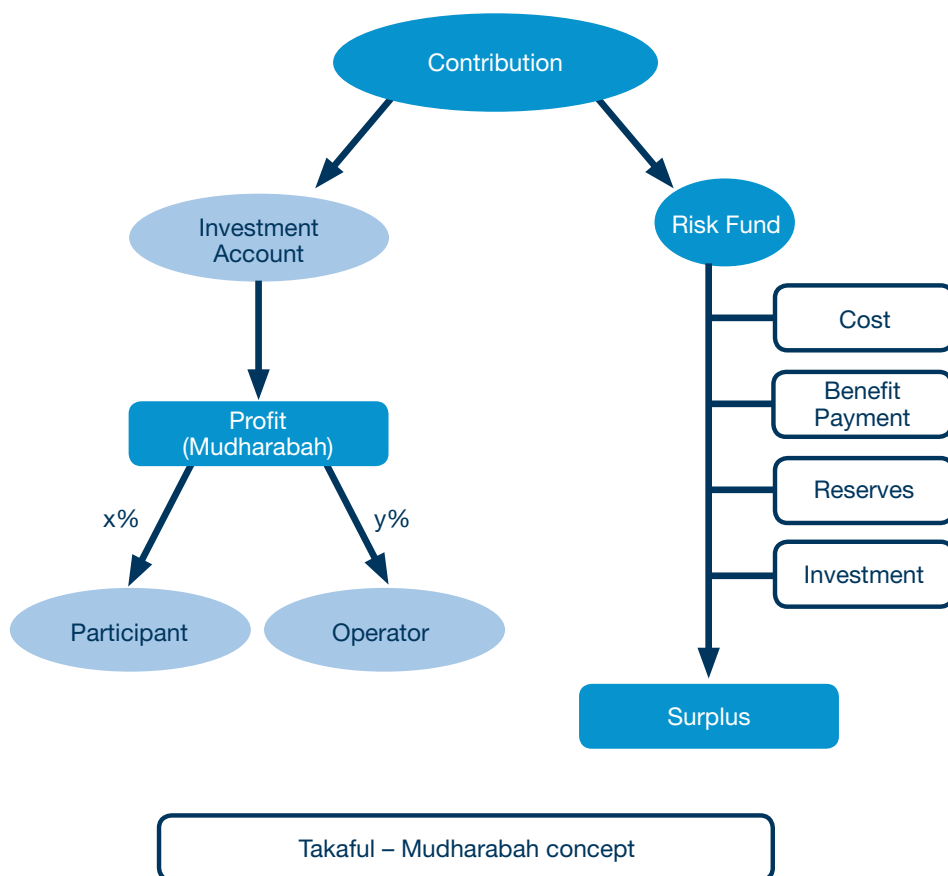 Contribution
Investment
Account
Risk Fund
Cost
Benefit
Payment
Profit
(Mudharabah)
Reserves
x%
y%
Investment
Participant
Operator
Surplus
Takaful – Mudharabah concept